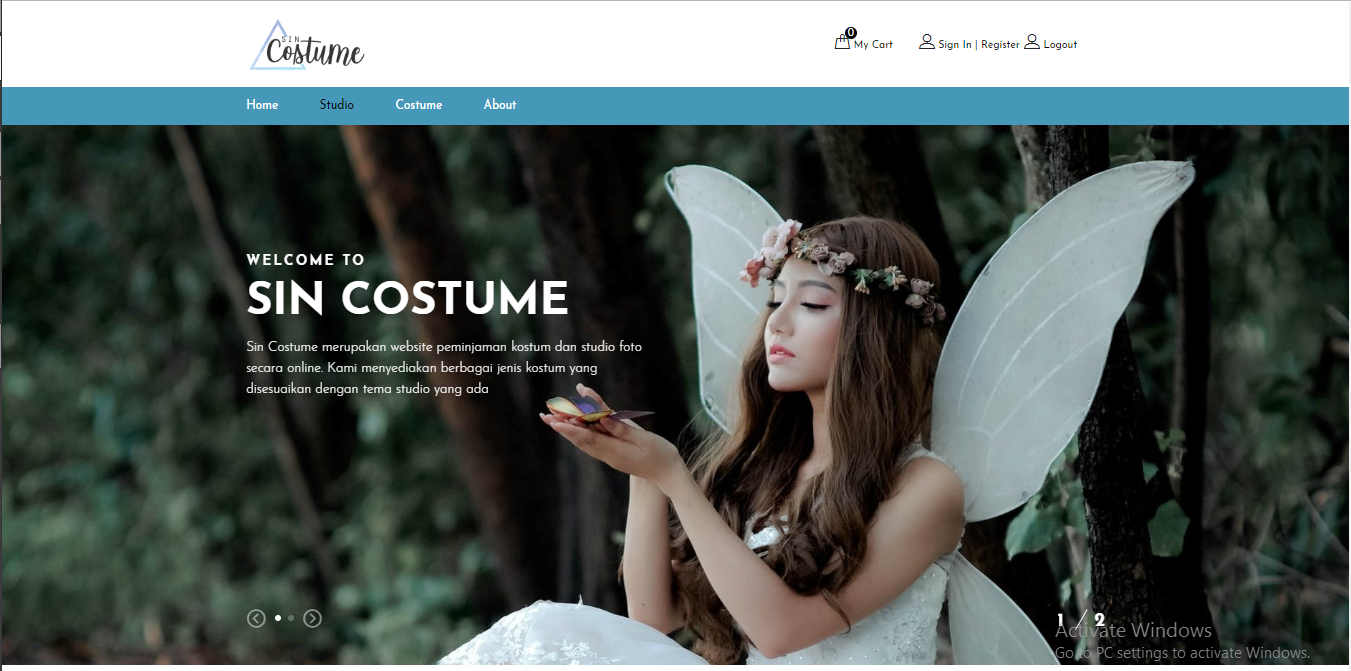 SIN
Costume
0
My Cart
Sign In | Register
Logout
Home
Studio
Costume
About
WELCOME TO
SIN COSTUME
Sin Costume merupakan website peminjaman kostum dan studio foto
secara online. Kami menyediakan berbagai jenis kostum yang
disesuaikan dengan tema studio yang ada
1 / 2
Activate Windows
Go to PC settings to activate Windows.